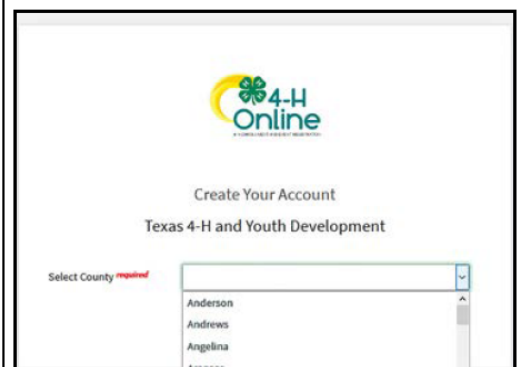 4-H
Online
Create Your Account
Texas 4-H and Youth Development
Select County required
Anderson
Andrews
Angelina